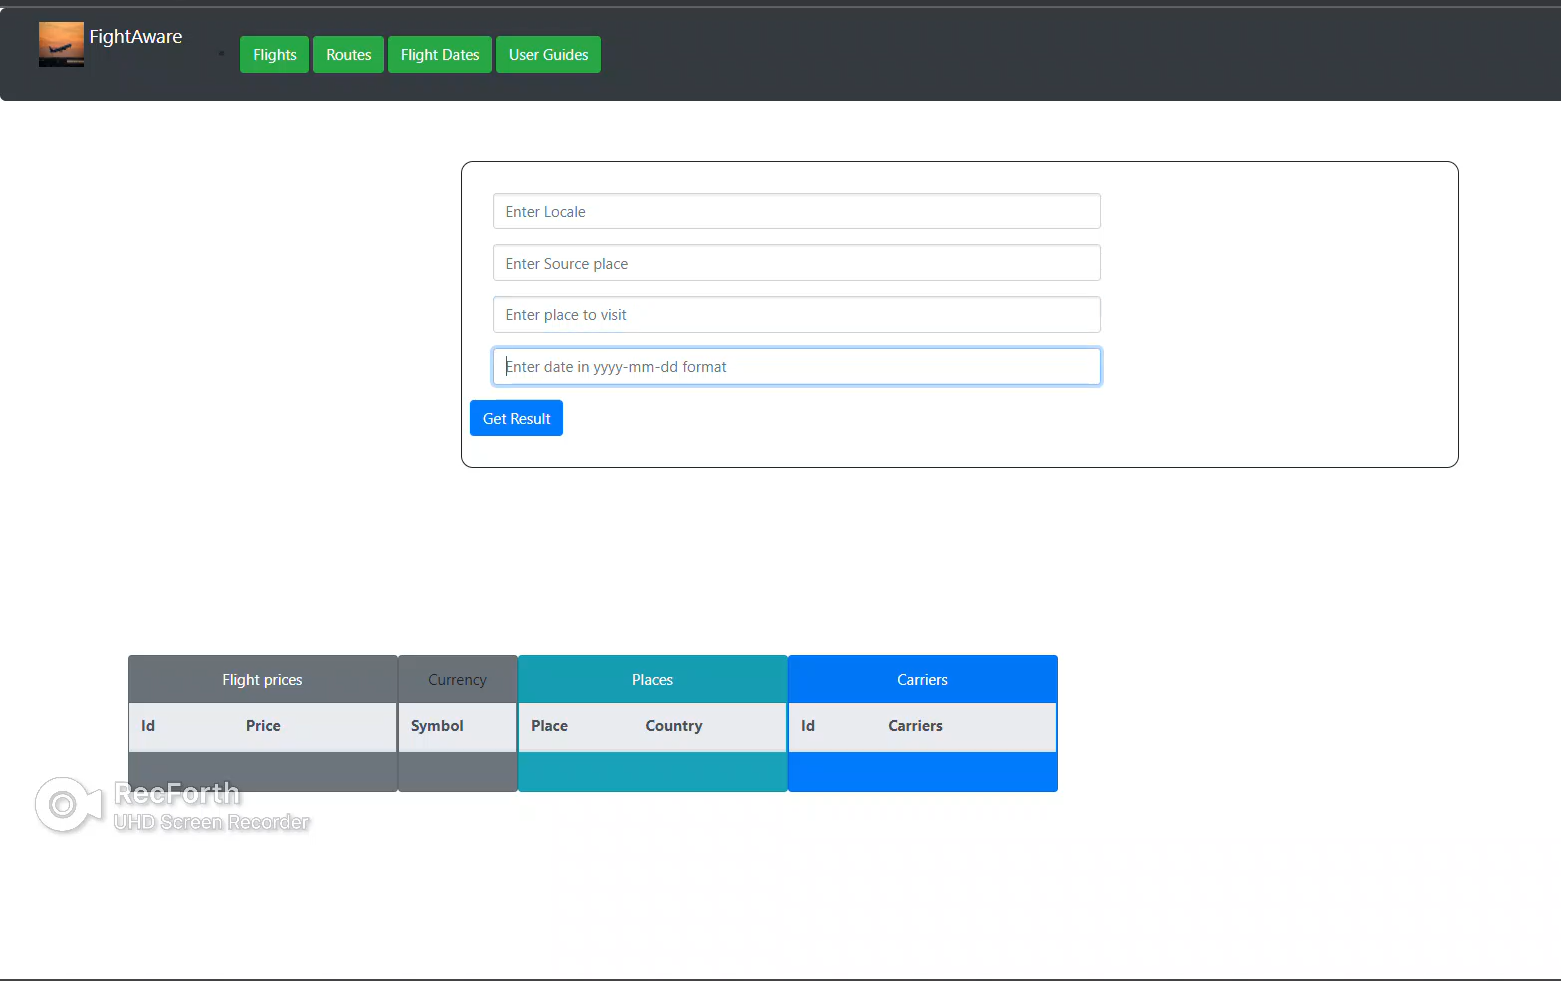 FightAware
Flights Routes Flight Dates User Guides
Enter Locale
Enter Source place
Enter place to visit
Enter date in yyyy-mm-dd format
Get Result
Flight prices Currency Places Carriers
Id Price Symbol Place Country Id Carriers
RecForth
UHD Screen Recorder